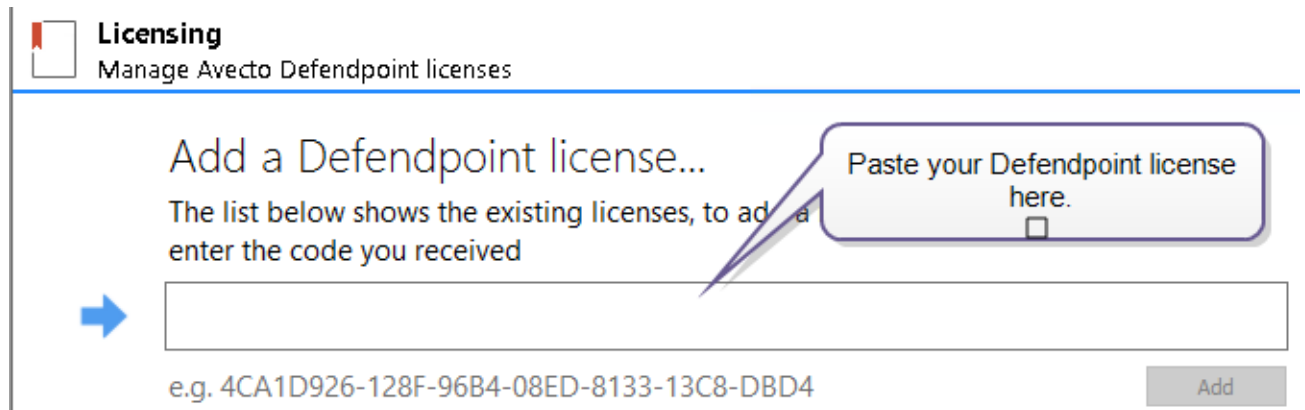 Licensing
Manage Avecto Defendpoint licenses
Add a Defendpoint license...
Paste your Defendpoint license
here.
The list below shows the existing licenses, to add a
enter the code you received
e.g. 4CA1D926-128F-96B4-08ED-8133-13C8-DBD4
Add